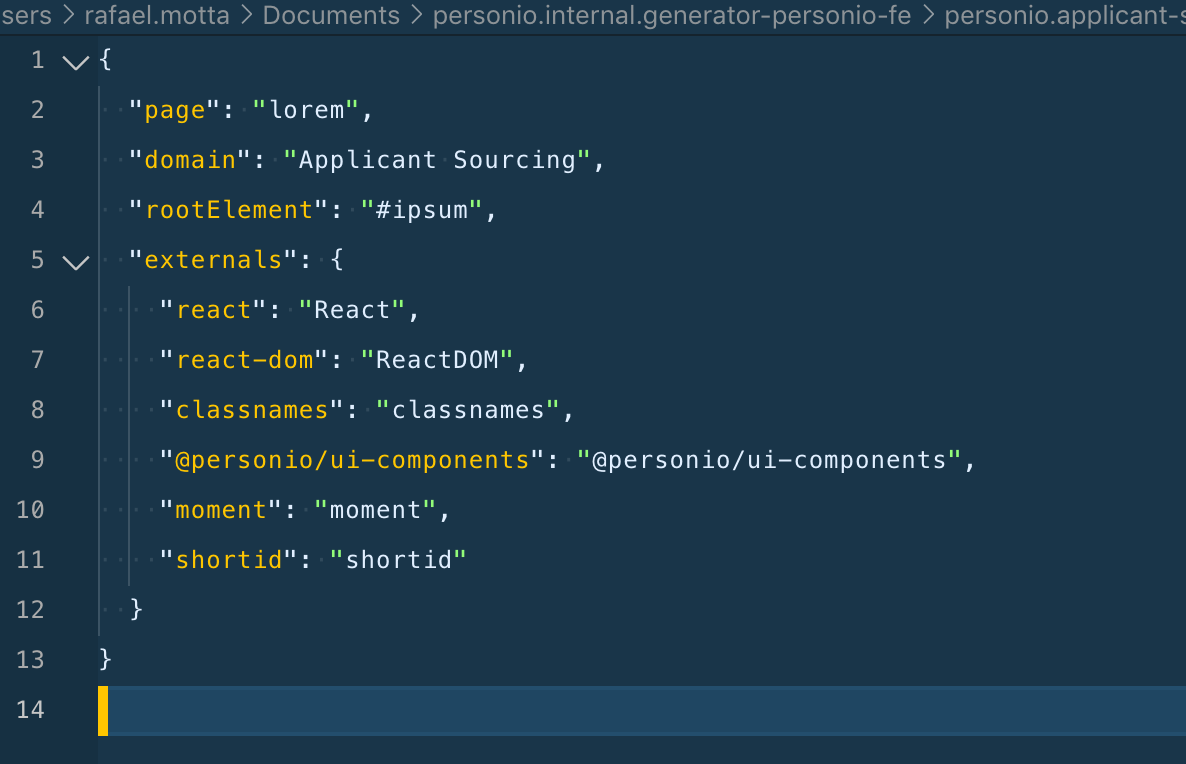 sers > rafael.motta > Documents > personio.internal.generator-personio-fe > personio.applicant-s
1 {
2 "page": "lorem",
3 "domain": "Applicant Sourcing",
4 "rootElement": "#ipsum",
5 "externals": {
6 "react": "React",
7 "react-dom": "ReactDOM",
8 "classnames": "classnames",
9 "@personio/ui-components": "@personio/ui-components",
10 "moment": "moment",
11 "shortid": "shortid"
12 }
13 }
14